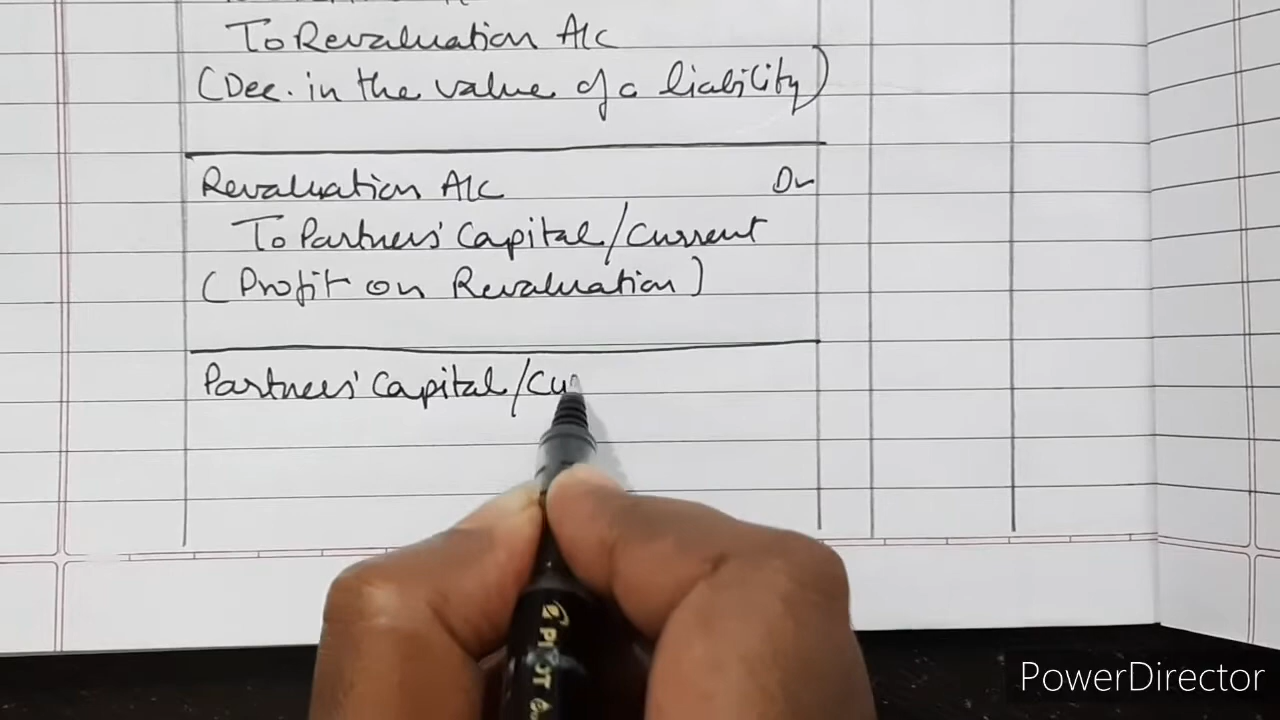 To Revaluation A/c
(Dec. in the value of a liability)
Revaluation A/c Dr
To Partners' Capital/Current
(Profit on Revaluation)
Partners' Capital/Cu
PILOT
PowerDirector